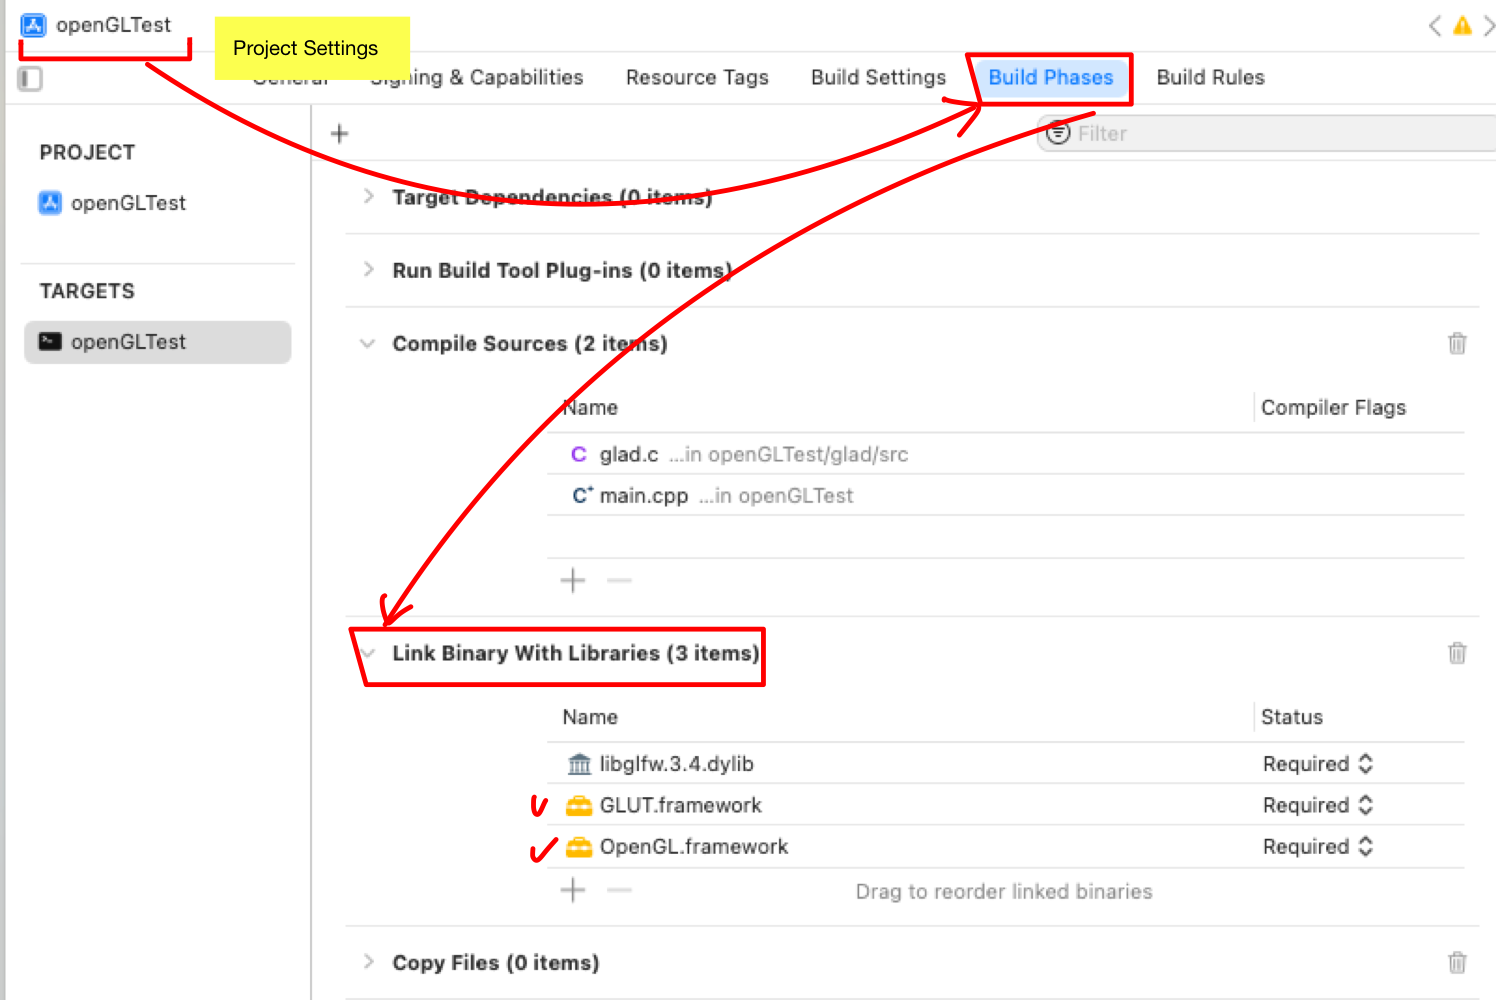 openGLTest
Project Settings
General Signing & Capabilities Resource Tags Build Settings Build Phases Build Rules
Filter
PROJECT
openGLTest
TARGETS
openGLTest
Target Dependencies (0 items)
Run Build Tool Plug-ins (0 items)
Compile Sources (2 items)
Name Compiler Flags
C glad.c ...in openGLTest/glad/src
C+ main.cpp ...in openGLTest
Link Binary With Libraries (3 items)
Name Status
libglfw.3.4.dylib Required
GLUT.framework Required
OpenGL.framework Required
Drag to reorder linked binaries
Copy Files (0 items)